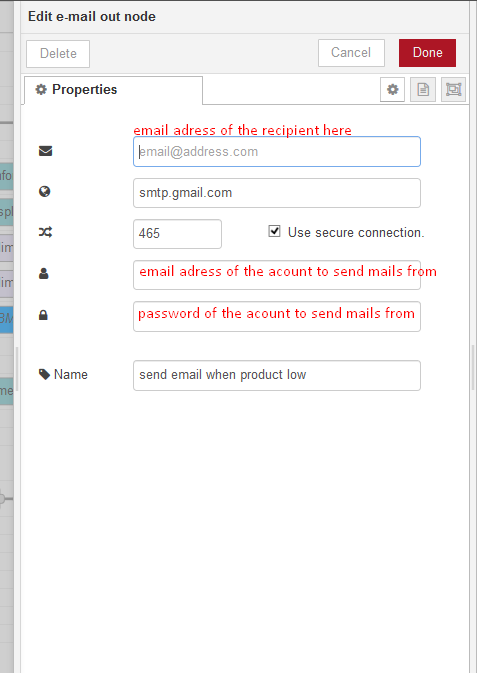 Edit e-mail out node
Delete
Cancel
Done
Properties
email adress of the recipient here
email@address.com
smtp.gmail.com
465
Use secure connection.
email adress of the acount to send mails from
password of the acount to send mails from
Name
send email when product low